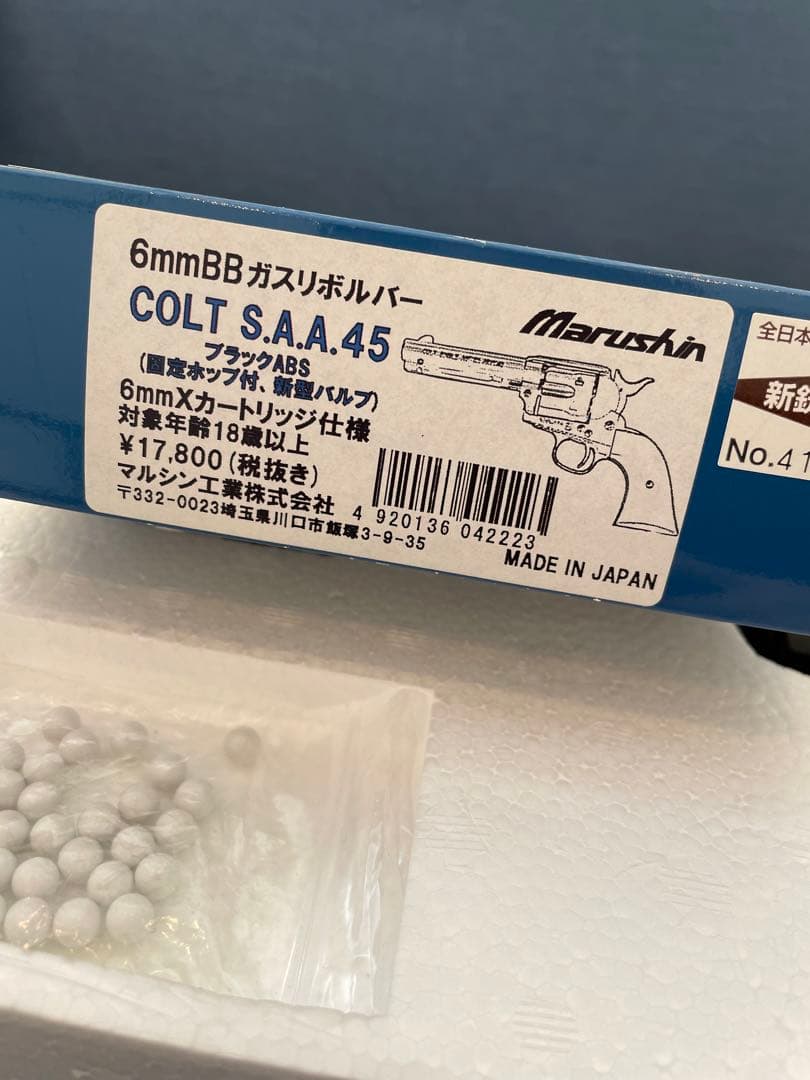 6mmBBガスリボルバー
COLT S.A.A.45
ブラックABS
(固定ホップ付、新型バルブ)
6mmXカートリッジ仕様
対象年齢18歳以上
¥17,800(税抜き)
マルシン工業株式会社
〒332-0023埼玉県川口市飯塚3-9-35
Marushin
4 920136 042223
MADE IN JAPAN
全日本
新
No.41